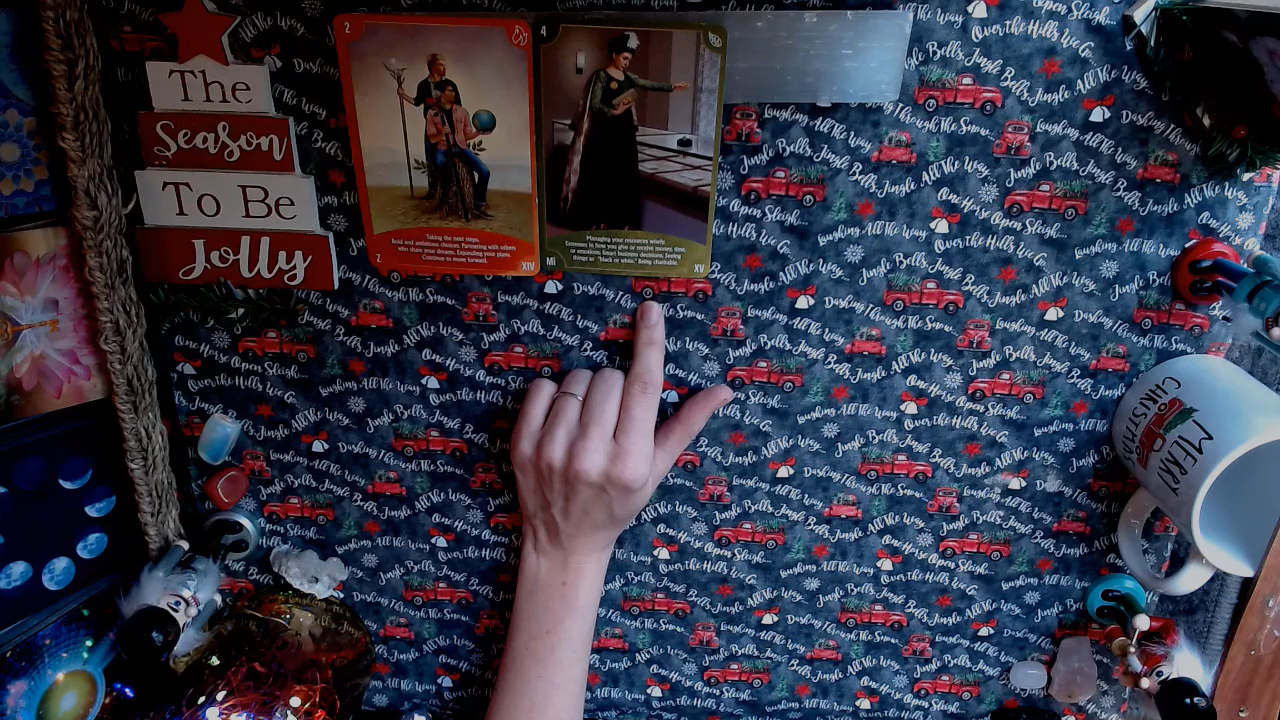 The
Season
To Be
Jolly
2
Taking the next steps.
Bold and ambitious choices. Partnering with others
who share your dreams. Expanding your plans.
Continue to move forward.
Z
XIV
4
Managing your resources wisely.
Extremes in how you give or receive money, time,
or emotions. Smart business decisions. Seeing
things as "black or white." Being charitable.
Mi
XV
MERRY
CHRISTMAS
Jingle Bells, Jingle Bells, Jingle All The Way
Dashing Through The Snow...
One Horse Open Sleigh...
Over the Hills We Go...
Laughing All The Way